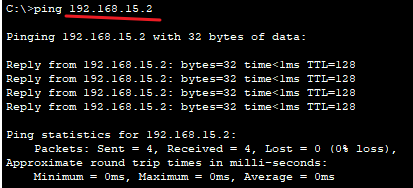 C:\>ping 192.168.15.2
Pinging 192.168.15.2 with 32 bytes of data:
Reply from 192.168.15.2: bytes=32 time<1ms TTL=128
Reply from 192.168.15.2: bytes=32 time<1ms TTL=128
Reply from 192.168.15.2: bytes=32 time<1ms TTL=128
Reply from 192.168.15.2: bytes=32 time<1ms TTL=128
Ping statistics for 192.168.15.2:
    Packets: Sent = 4, Received = 4, Lost = 0 (0% loss),
Approximate round trip times in milli-seconds:
    Minimum = 0ms, Maximum = 0ms, Average = 0ms